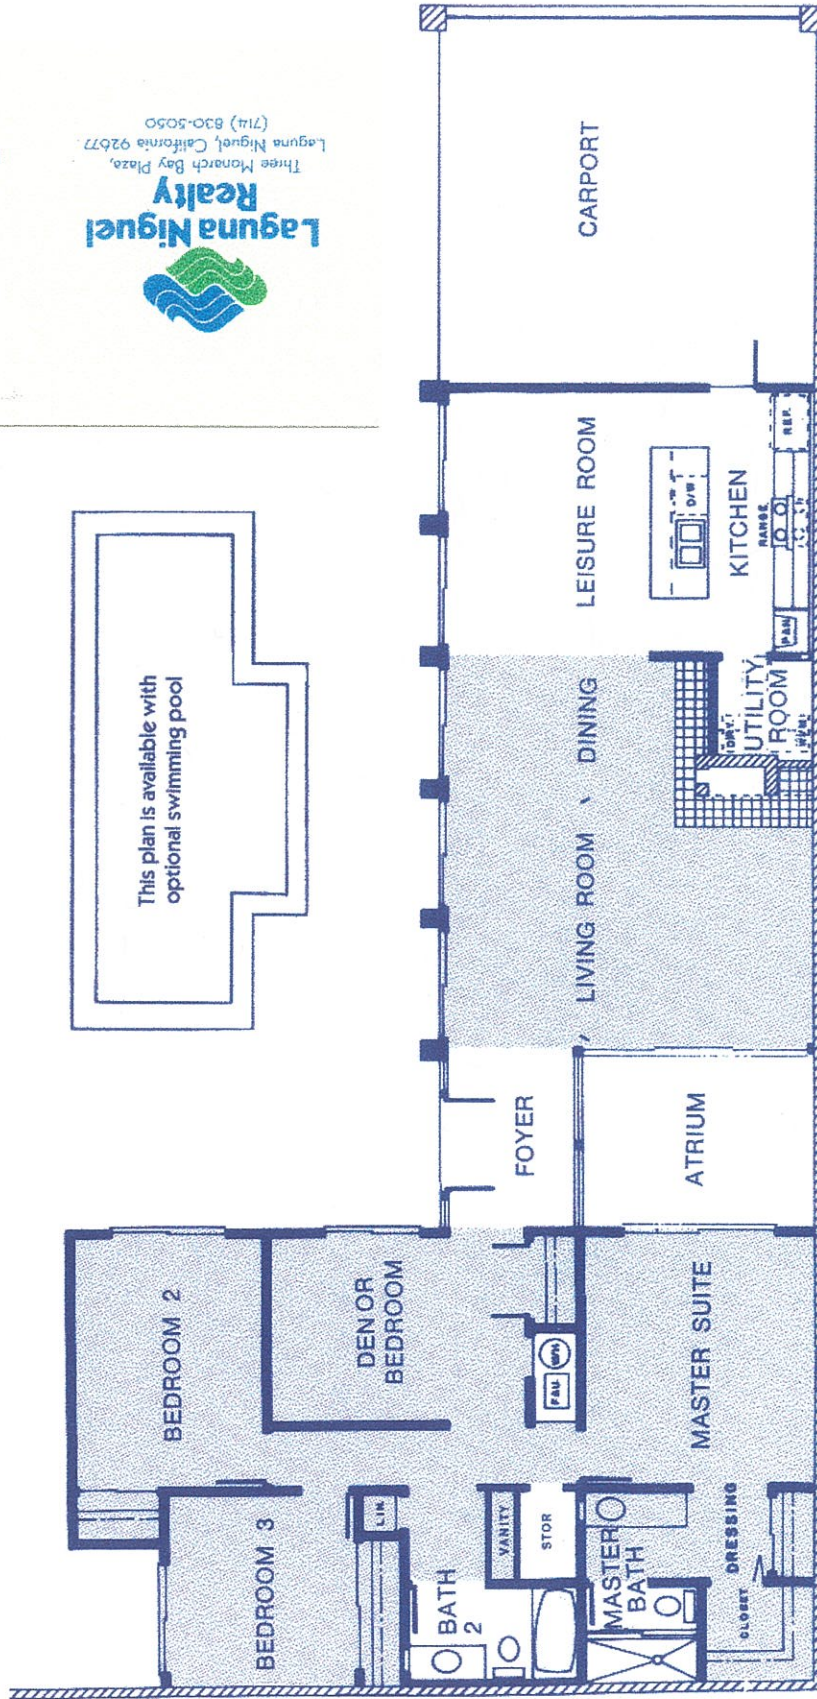 Laguna Niguel
Realty
Three Monarch Bay Plaza,
Laguna Niguel, California 92677
(714) 830-5050
This plan is available with
optional swimming pool
BEDROOM 2
BEDROOM 3
DEN OR
BEDROOM
LIN.
BATH
2
VANITY
STOR
FAU
WH
FOYER
MASTER
BATH
MASTER SUITE
DRESSING
CLOSET
ATRIUM
LIVING ROOM
DINING
LEISURE ROOM
UTILITY
ROOM
DRY.
PAN
KITCHEN
RANGE
D/W
REF.
CARPORT